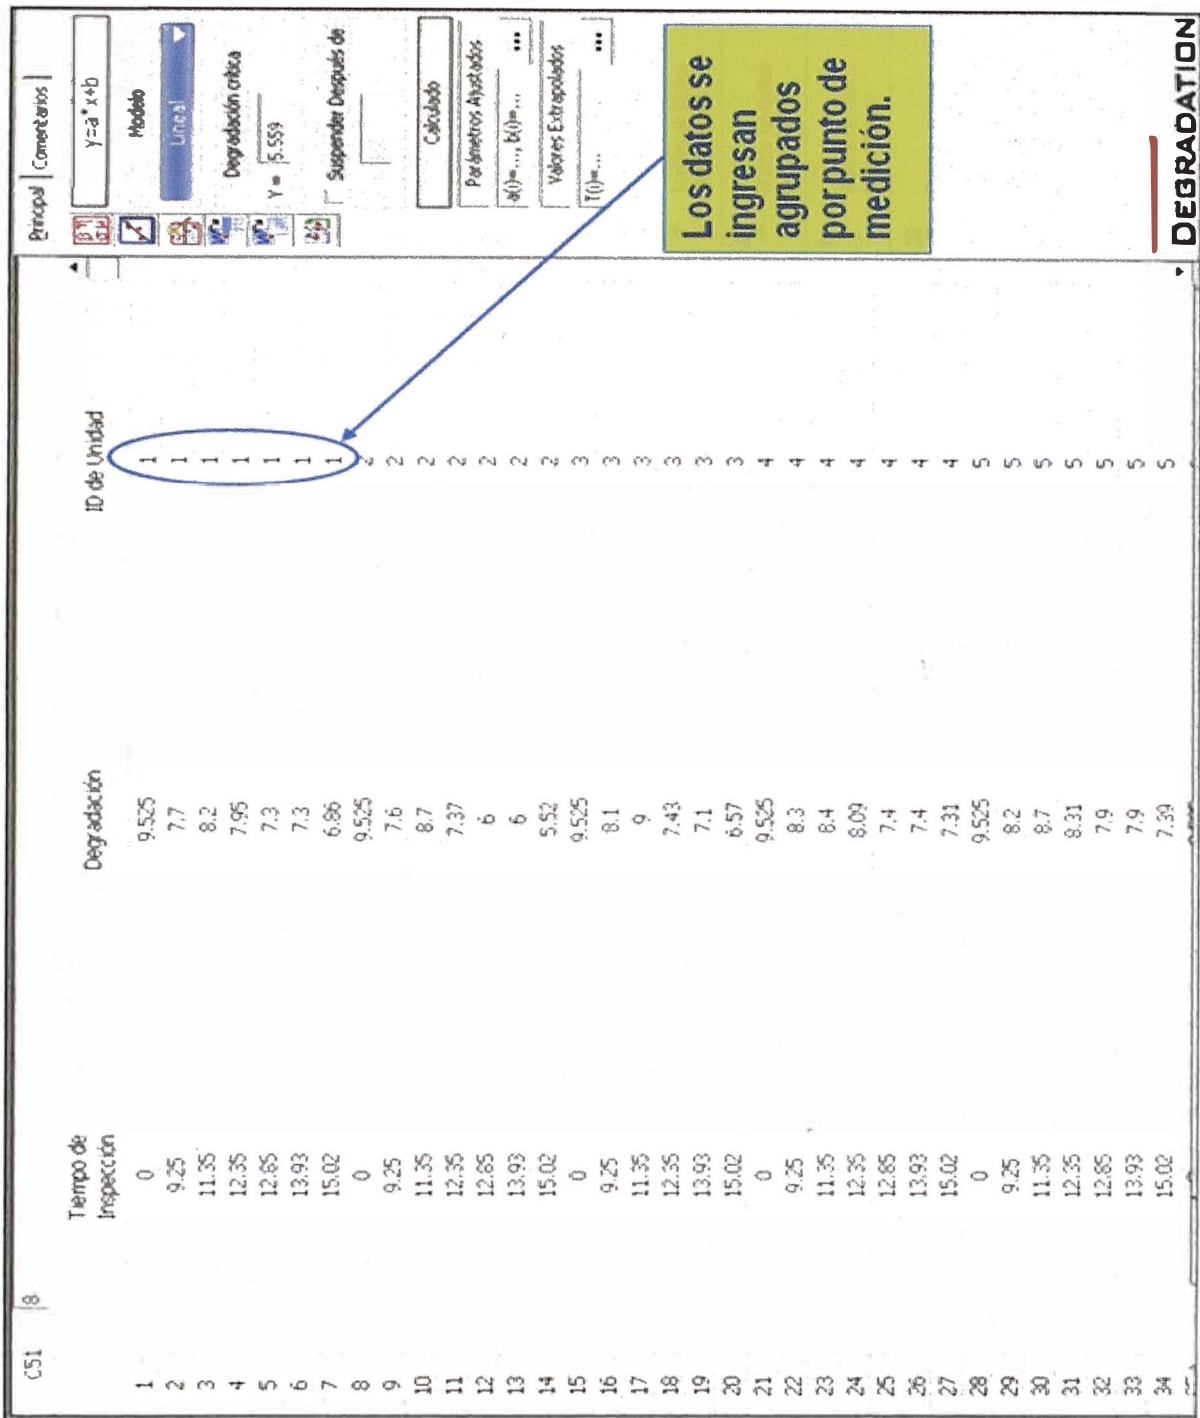 C51 8
Tiempo de Inspección Degradación ID de Unidad
1 0 9.525 1
2 9.25 7.7 1
3 11.35 8.2 1
4 12.35 7.95 1
5 12.85 7.3 1
6 13.93 7.3 1
7 15.02 6.86 1
8 0 9.525 2
9 9.25 7.6 2
10 11.35 8.7 2
11 12.35 7.37 2
12 12.85 6 2
13 13.93 6 2
14 15.02 5.52 2
15 0 9.525 3
16 9.25 8.1 3
17 11.35 9 3
18 12.35 7.43 3
19 13.93 7.1 3
20 15.02 6.57 3
21 0 9.525 4
22 9.25 8.3 4
23 11.35 8.4 4
24 12.35 8.09 4
25 12.85 7.4 4
26 13.93 7.4 4
27 15.02 7.31 4
28 0 9.525 5
29 9.25 8.2 5
30 11.35 8.7 5
31 12.35 8.31 5
32 12.85 7.9 5
33 13.93 7.9 5
34 15.02 7.39 5
Principal Comentarios
y=a*x+b
Modelo
Lineal
Degradación crítica
Y = 5.559
Suspender Después de
Calculado
Parámetros Ajustados
a(i)=..., b(i)=... ...
Valores Extrapolados
T(i)=... ...
Los datos se
ingresan
agrupados
por punto de
medición.
DEGRADATION